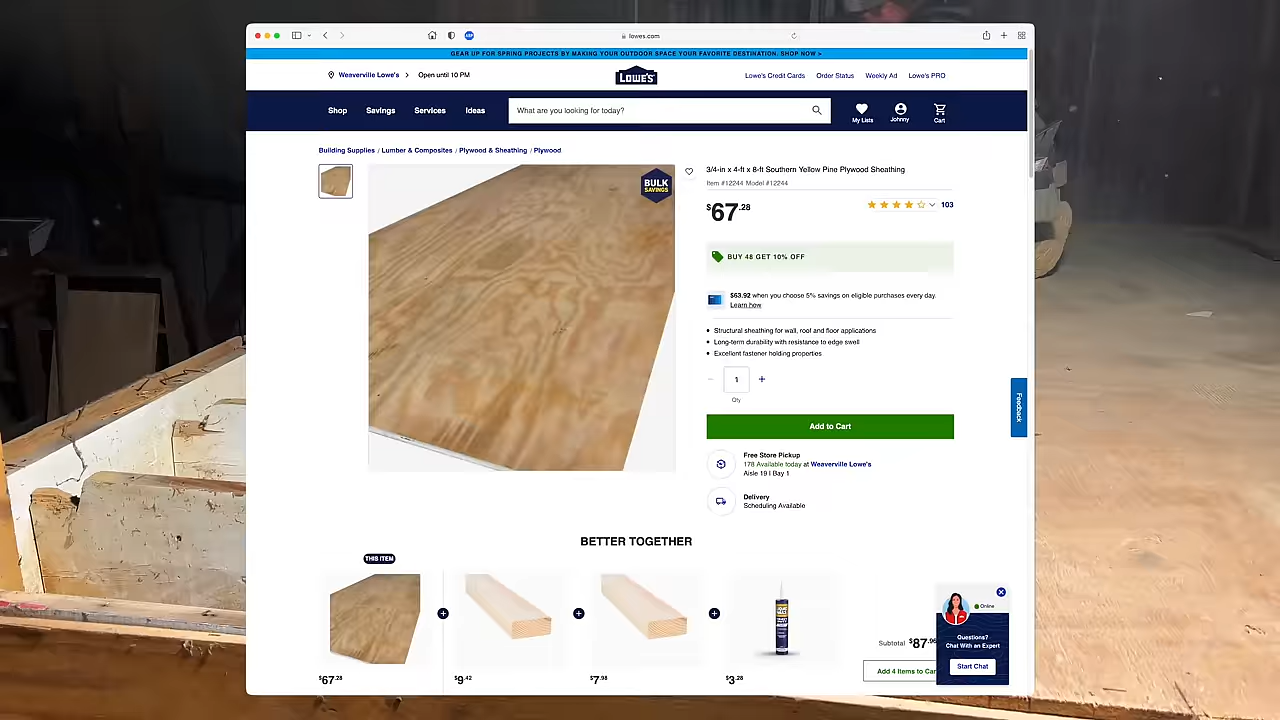 lowes.com
GEAR UP FOR SPRING PROJECTS BY MAKING YOUR OUTDOOR SPACE YOUR FAVORITE DESTINATION. SHOP NOW >
Weaverville Lowe's > Open until 10 PM
LOWE'S
Lowe's Credit Cards Order Status Weekly Ad Lowe's PRO
Shop Savings Services Ideas
What are you looking for today?
My Lists Johnny Cart
Building Supplies / Lumber & Composites / Plywood & Sheathing / Plywood
BULK
SAVINGS
3/4-in x 4-ft x 8-ft Southern Yellow Pine Plywood Sheathing
Item #12244 Model #12244
$67.28
103
BUY 48 GET 10% OFF
$63.92 when you choose 5% savings on eligible purchases every day.
Learn how
• Structural sheathing for wall, roof and floor applications
• Long-term durability with resistance to edge swell
• Excellent fastener holding properties
− 1 +
Qty
Add to Cart
Feedback
Free Store Pickup
178 Available today at Weaverville Lowe's
Aisle 19 | Bay 1
Delivery
Scheduling Available
BETTER TOGETHER
THIS ITEM
$67.28
$9.42
$7.98
$3.28
Subtotal $87.96
Add 4 Items to Car
Online
Questions?
Chat With an Expert
Start Chat